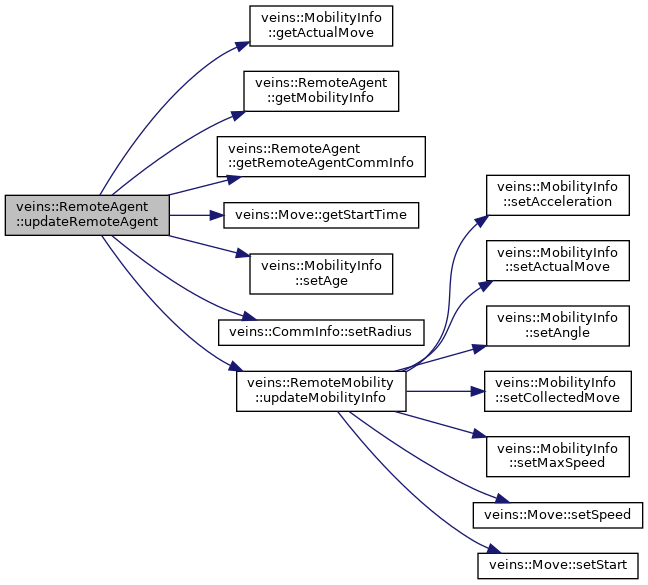 veins::RemoteAgent
::updateRemoteAgent
veins::MobilityInfo
::getActualMove
veins::RemoteAgent
::getMobilityInfo
veins::RemoteAgent
::getRemoteAgentCommInfo
veins::Move::getStartTime
veins::MobilityInfo
::setAge
veins::CommInfo::setRadius
veins::RemoteMobility
::updateMobilityInfo
veins::MobilityInfo
::setAcceleration
veins::MobilityInfo
::setActualMove
veins::MobilityInfo
::setAngle
veins::MobilityInfo
::setCollectedMove
veins::MobilityInfo
::setMaxSpeed
veins::Move::setSpeed
veins::Move::setStart